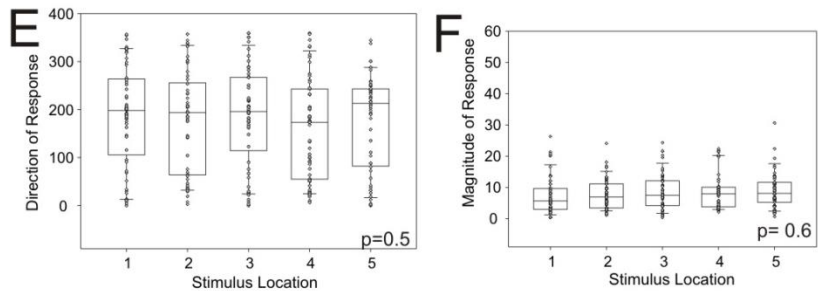 E
Direction of Response
400
300
200
100
0
p=0.5
1 2 3 4 5
Stimulus Location
F
Magnitude of Response
60
50
40
30
20
10
0
p= 0.6
1 2 3 4 5
Stimulus Location